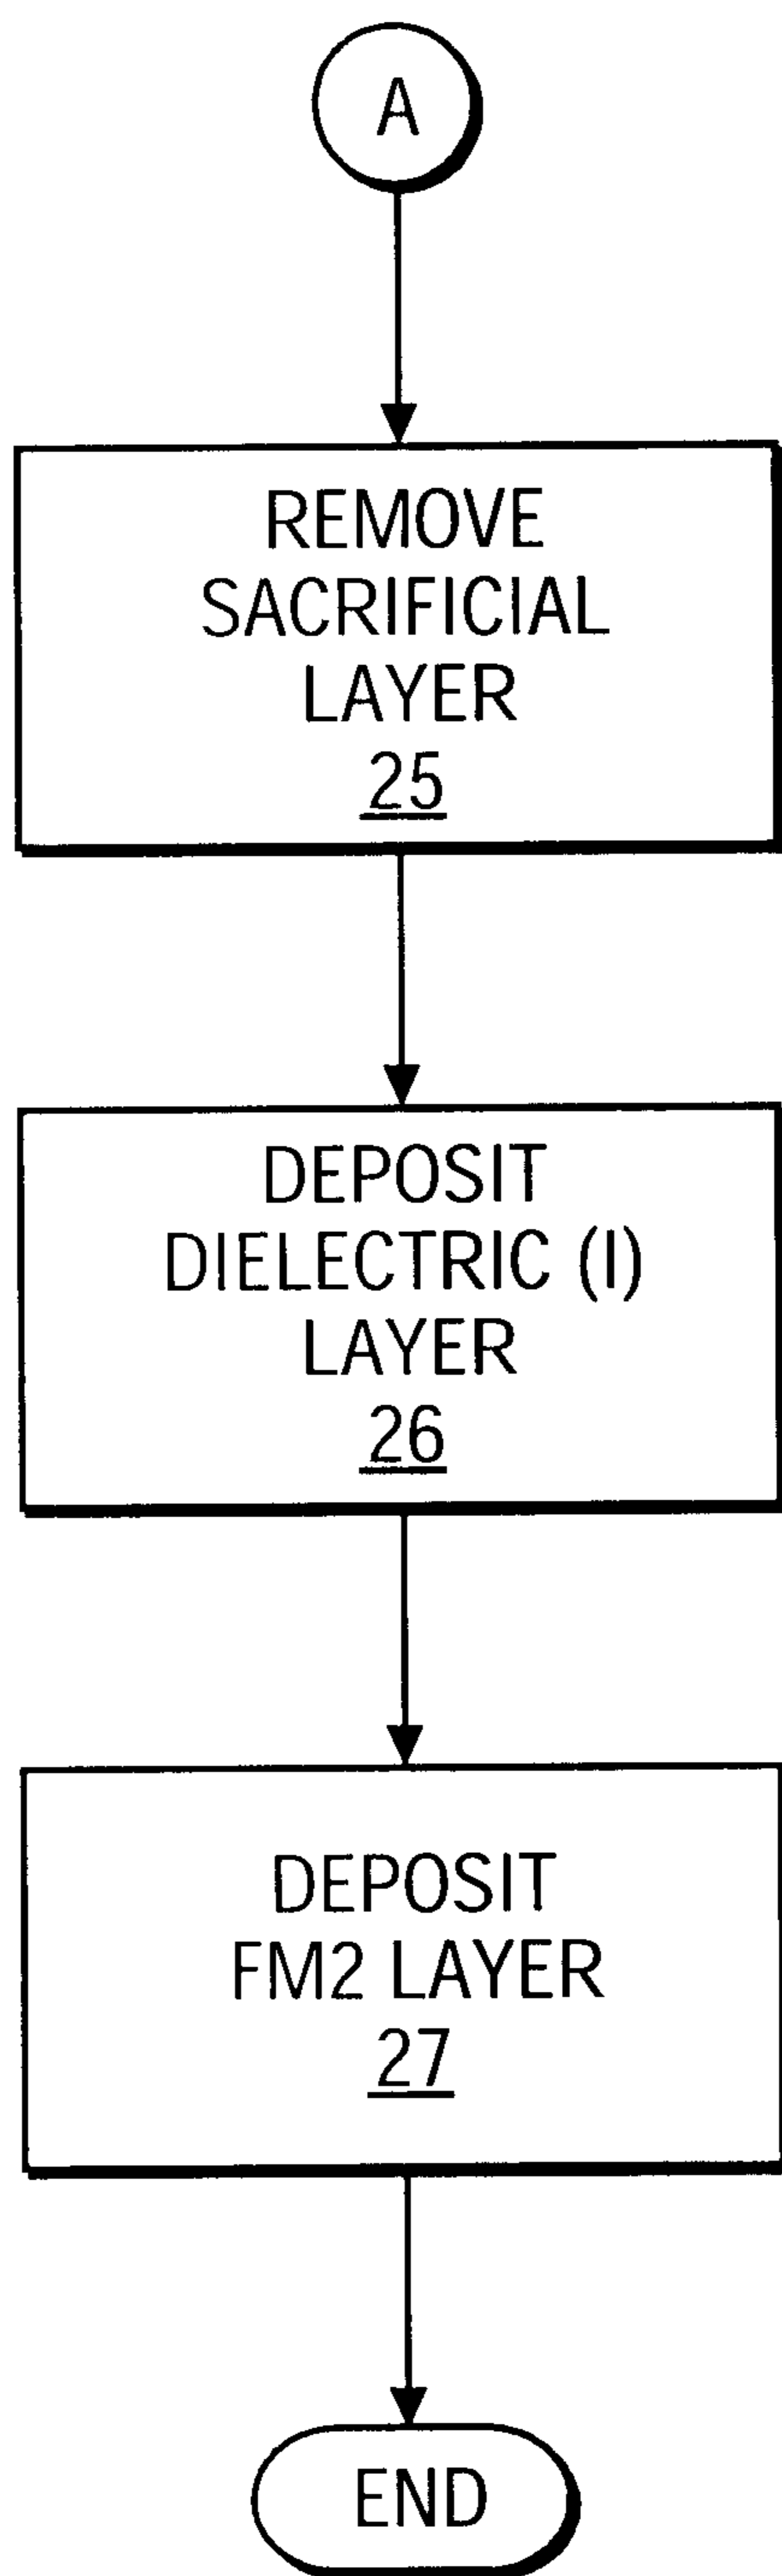 A
REMOVE
SACRIFICIAL
LAYER
25
DEPOSIT
DIELECTRIC (I)
LAYER
26
DEPOSIT
FM2 LAYER
27
END